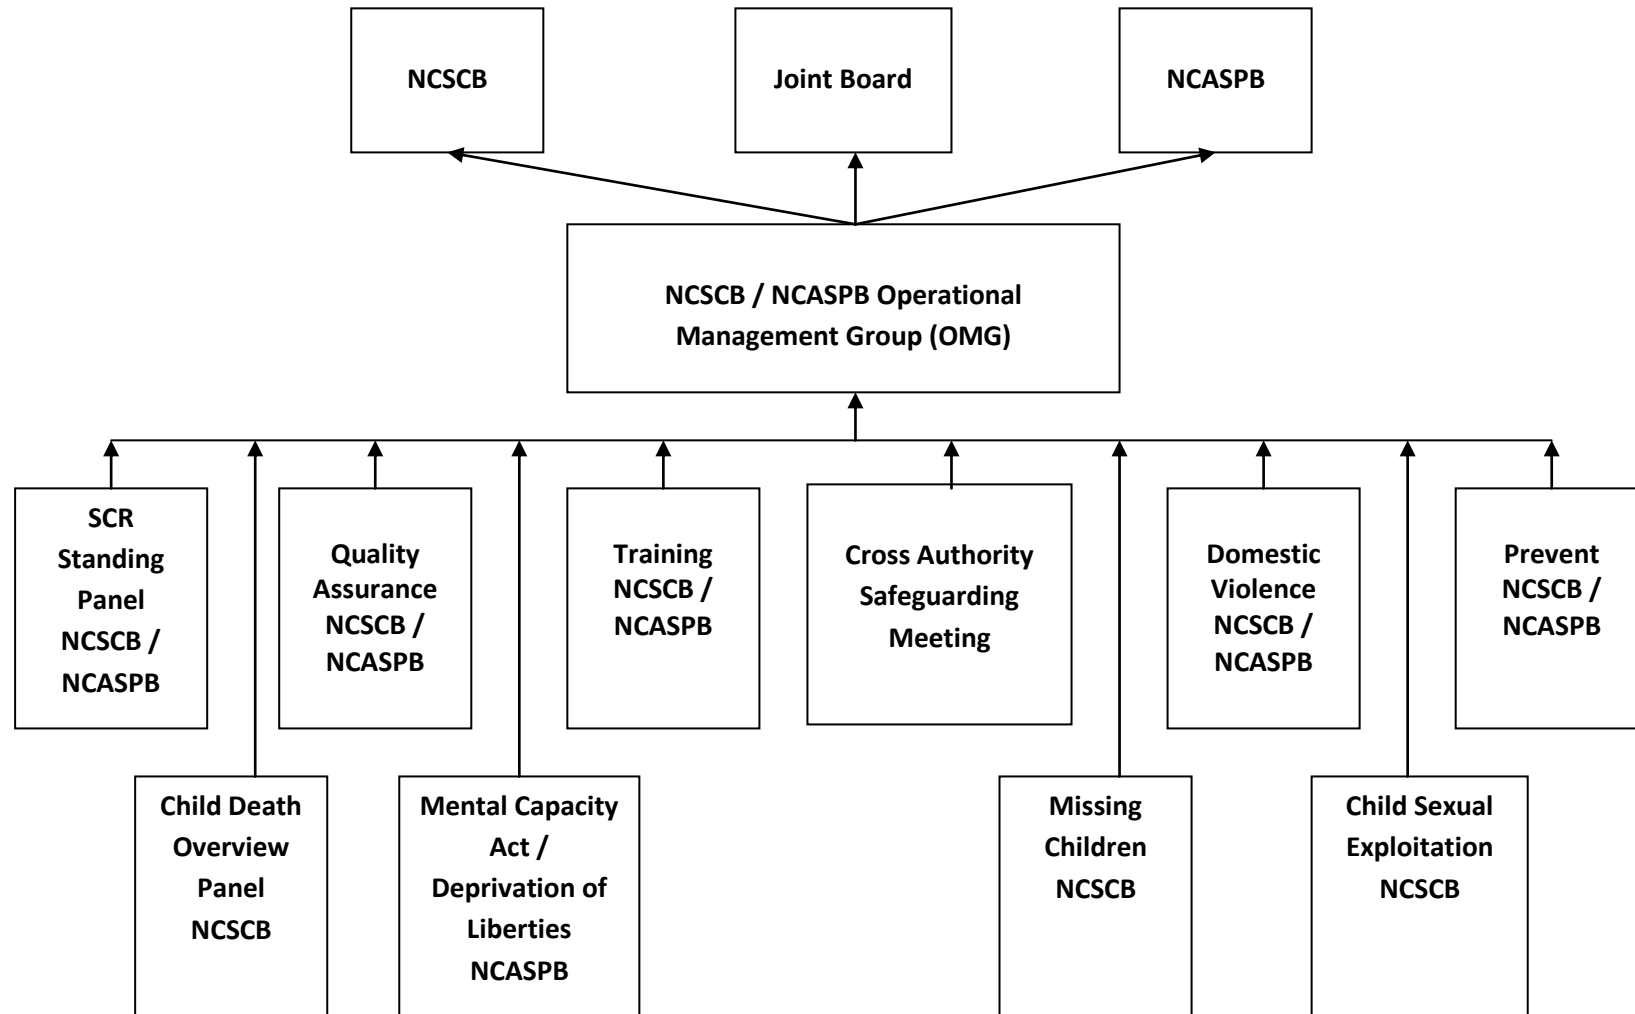 NCSCB
Joint Board
NCASPB
NCSCB / NCASPB Operational
Management Group (OMG)
SCR
Standing
Panel
NCSCB /
NCASPB
Quality
Assurance
NCSCB /
NCASPB
Training
NCSCB /
NCASPB
Cross Authority
Safeguarding
Meeting
Domestic
Violence
NCSCB /
NCASPB
Prevent
NCSCB /
NCASPB
Child Death
Overview
Panel
NCSCB
Mental Capacity
Act /
Deprivation of
Liberties
NCASPB
Missing
Children
NCSCB
Child Sexual
Exploitation
NCSCB